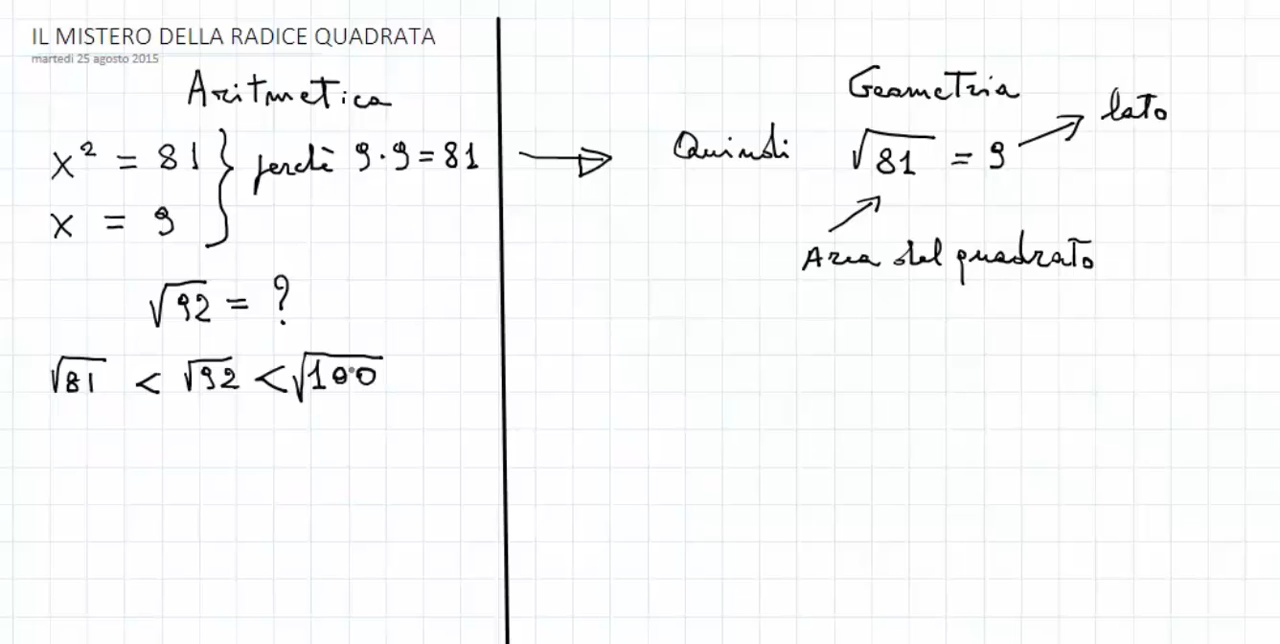 IL MISTERO DELLA RADICE QUADRATA
martedì 25 agosto 2015
Aritmetica
x² = 81 } perchè 9·9 = 81
x = 9
√92 = ?
√81 < √92 < √100
Geometria
Quindi √81 = 9 lato
Area del quadrato